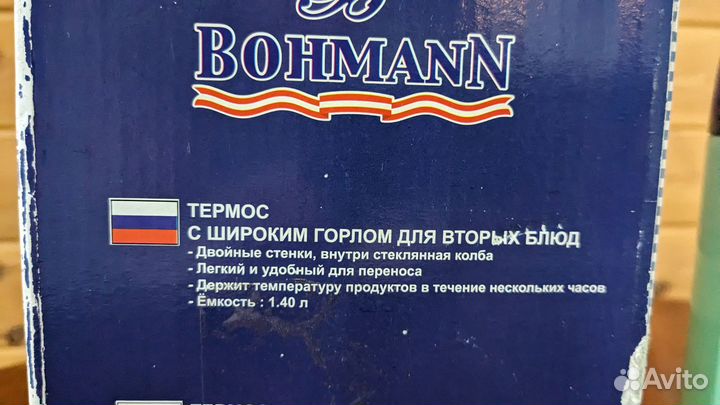 BOHMANN
ТЕРМОС
С ШИРОКИМ ГОРЛОМ ДЛЯ ВТОРЫХ БЛЮД
- Двойные стенки, внутри стеклянная колба
- Легкий и удобный для переноса
- Держит температуру продуктов в течение нескольких часов
- Ёмкость : 1.40 л
Avito